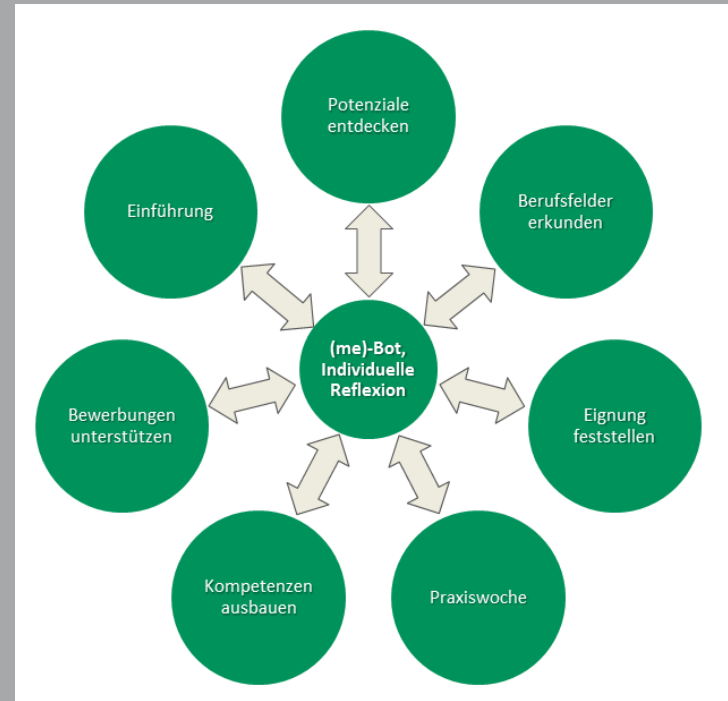 Potenziale
entdecken
Einführung
Berufsfelder
erkunden
(me)-Bot,
Individuelle
Reflexion
Bewerbungen
unterstützen
Eignung
feststellen
Kompetenzen
ausbauen
Praxiswoche